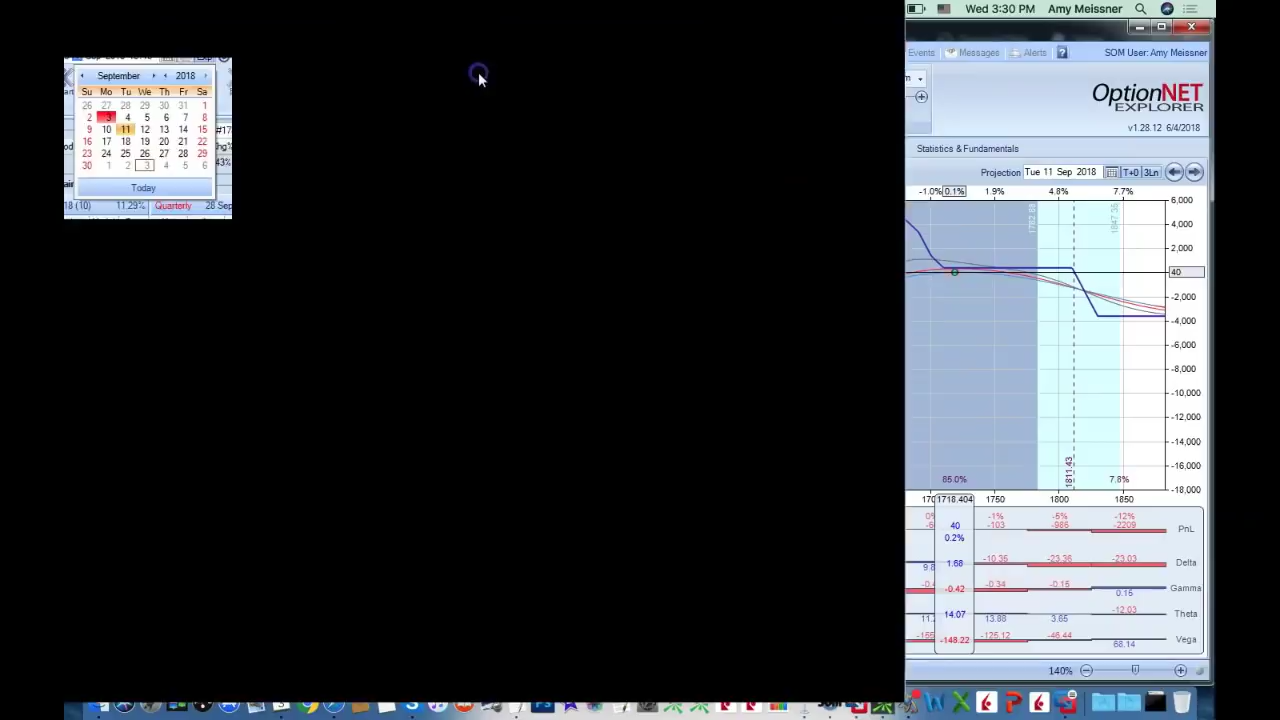 Wed 3:30 PM Amy Meissner
Events Messages Alerts ? SOM User: Amy Meissner
OptionNET
EXPLORER
v1.28.12 6/4/2018
September 2018
Su Mo Tu We Th Fr Sa
26 27 28 29 30 31 1
2 3 4 5 6 7 8
9 10 11 12 13 14 15
16 17 18 19 20 21 22
23 24 25 26 27 28 29
30 1 2 3 4 5 6
Today
18 (10) 11.29% Quarterly 28 Sep
Statistics & Fundamentals
Projection Tue 11 Sep 2018 T+0 3Ln
-1.0% 0.1% 1.9% 4.8% 7.7%
1782.88
1847.35
6,000
4,000
2,000
40
-2,000
-4,000
-6,000
-8,000
-10,000
-12,000
-14,000
-16,000
-18,000
1811.43
85.0% 7.8%
1750 1800 1850
1718.404
0% -1% -5% -12%
40 -103 -985 -2209 PnL
0.2%
1.68 -10.35 -23.36 -23.03 Delta
-0.42 -0.34 -0.15 0.15 Gamma
14.07 13.88 3.65 -12.03 Theta
-148.22 -125.12 -46.44 68.14 Vega
140%